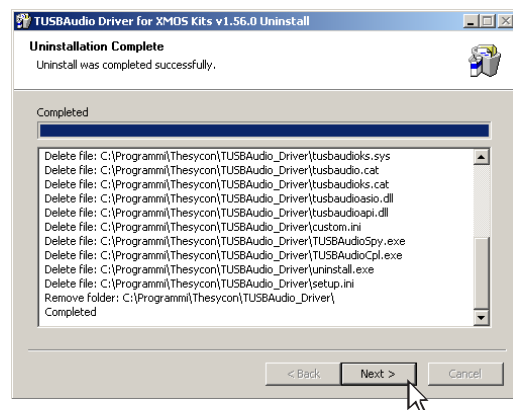 TUSBAudio Driver for XMOS Kits v1.56.0 Uninstall
Uninstallation Complete
Uninstall was completed successfully.
Completed
Delete file: C:\Programmi\Thesycon\TUSBAudio_Driver\tusbaudioks.sys
Delete file: C:\Programmi\Thesycon\TUSBAudio_Driver\tusbaudio.cat
Delete file: C:\Programmi\Thesycon\TUSBAudio_Driver\tusbaudioks.cat
Delete file: C:\Programmi\Thesycon\TUSBAudio_Driver\tusbaudioasio.dll
Delete file: C:\Programmi\Thesycon\TUSBAudio_Driver\tusbaudioapi.dll
Delete file: C:\Programmi\Thesycon\TUSBAudio_Driver\custom.ini
Delete file: C:\Programmi\Thesycon\TUSBAudio_Driver\TUSBAudioSpy.exe
Delete file: C:\Programmi\Thesycon\TUSBAudio_Driver\TUSBAudioCpl.exe
Delete file: C:\Programmi\Thesycon\TUSBAudio_Driver\uninstall.exe
Delete file: C:\Programmi\Thesycon\TUSBAudio_Driver\setup.ini
Remove folder: C:\Programmi\Thesycon\TUSBAudio_Driver\
Completed
< Back Next > Cancel